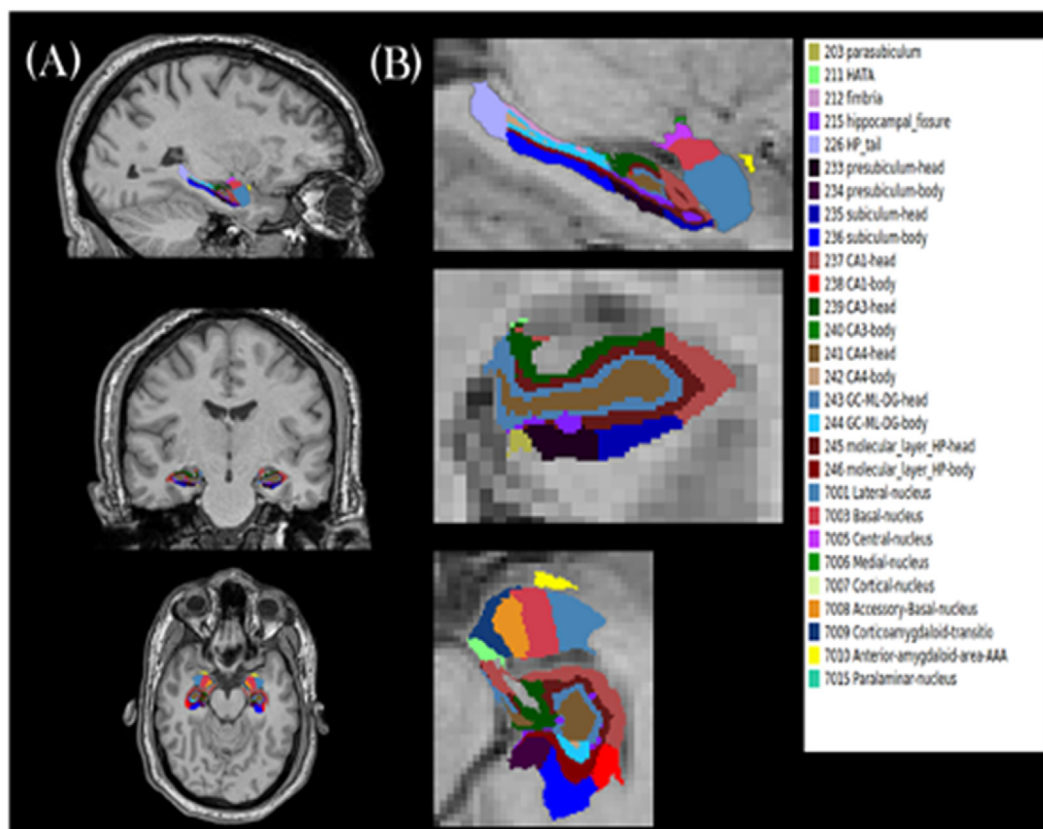 (A)
(B)
203 parasubiculum
211 HATA
212 fimbria
215 hippocampal_fissure
226 HP_tail
233 presubiculum-head
234 presubiculum-body
235 subiculum-head
236 subiculum-body
237 CA1-head
238 CA1-body
239 CA3-head
240 CA3-body
241 CA4-head
242 CA4-body
243 GC-ML-DG-head
244 GC-ML-DG-body
245 molecular_layer_HP-head
246 molecular_layer_HP-body
7001 Lateral-nucleus
7003 Basal-nucleus
7005 Central-nucleus
7006 Medial-nucleus
7007 Cortical-nucleus
7008 Accessory-Basal-nucleus
7009 Corticoamygdaloid-transitio
7010 Anterior-amygdaloid-area-AAA
7015 Paralaminar-nucleus